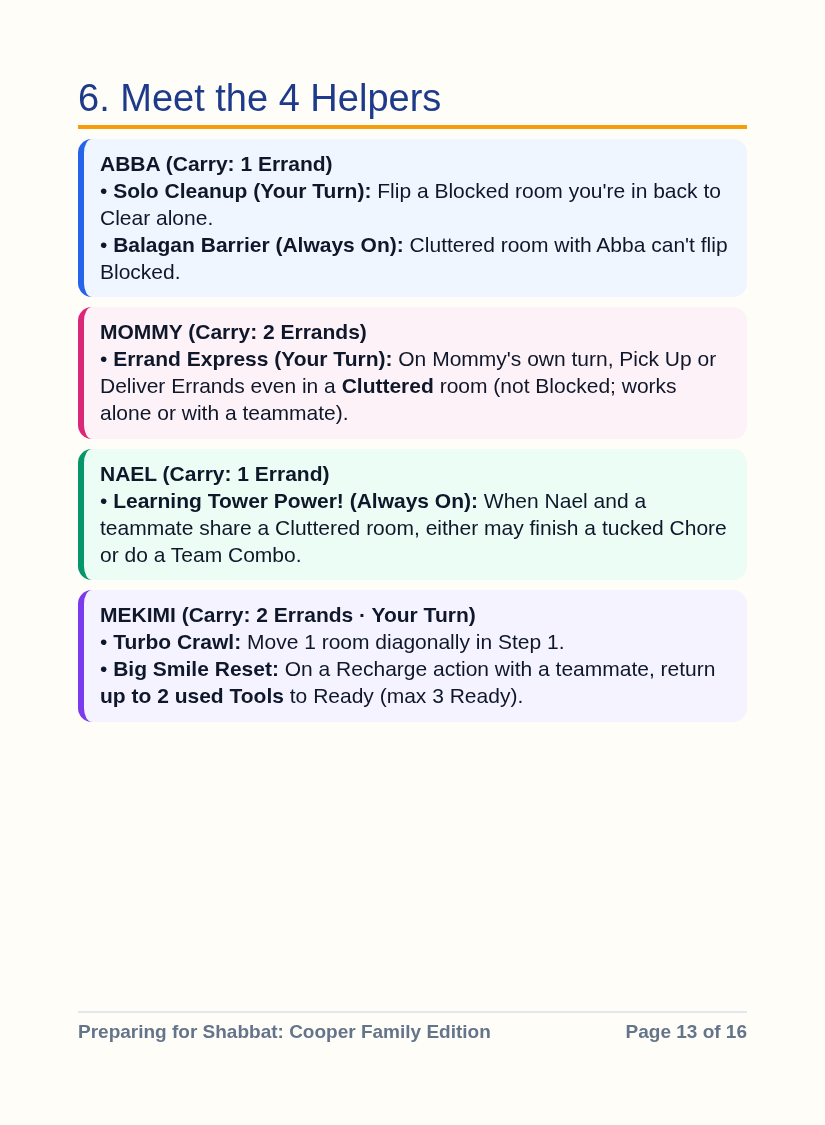 6. Meet the 4 Helpers
ABBA (Carry: 1 Errand)
• Solo Cleanup (Your Turn): Flip a Blocked room you're in back to
Clear alone.
• Balagan Barrier (Always On): Cluttered room with Abba can't flip
Blocked.
MOMMY (Carry: 2 Errands)
• Errand Express (Your Turn): On Mommy's own turn, Pick Up or
Deliver Errands even in a Cluttered room (not Blocked; works
alone or with a teammate).
NAEL (Carry: 1 Errand)
• Learning Tower Power! (Always On): When Nael and a
teammate share a Cluttered room, either may finish a tucked Chore
or do a Team Combo.
MEKIMI (Carry: 2 Errands · Your Turn)
• Turbo Crawl: Move 1 room diagonally in Step 1.
• Big Smile Reset: On a Recharge action with a teammate, return
up to 2 used Tools to Ready (max 3 Ready).
Preparing for Shabbat: Cooper Family Edition Page 13 of 16